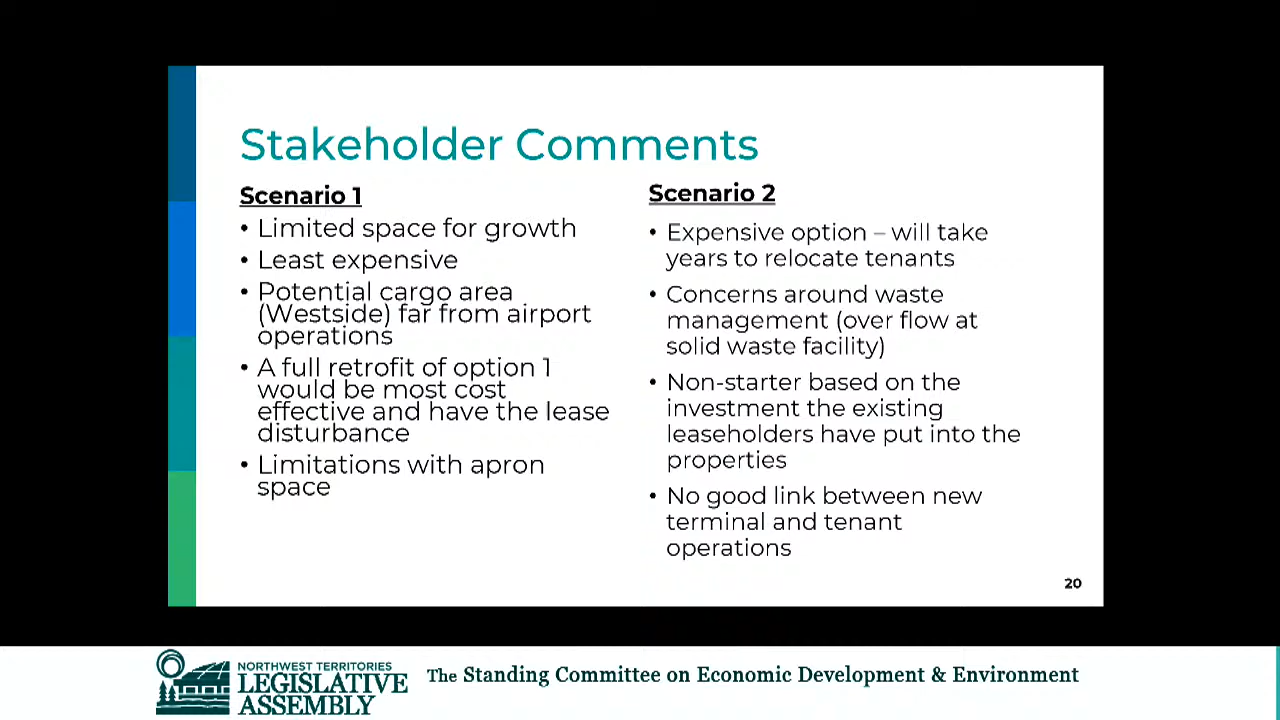 Stakeholder Comments
Scenario 1
• Limited space for growth
• Least expensive
• Potential cargo area
(Westside) far from airport
operations
• A full retrofit of option 1
would be most cost
effective and have the lease
disturbance
• Limitations with apron
space
Scenario 2
• Expensive option – will take
years to relocate tenants
• Concerns around waste
management (over flow at
solid waste facility)
• Non-starter based on the
investment the existing
leaseholders have put into the
properties
• No good link between new
terminal and tenant
operations
20
NORTHWEST TERRITORIES
LEGISLATIVE
ASSEMBLY
The Standing Committee on Economic Development & Environment